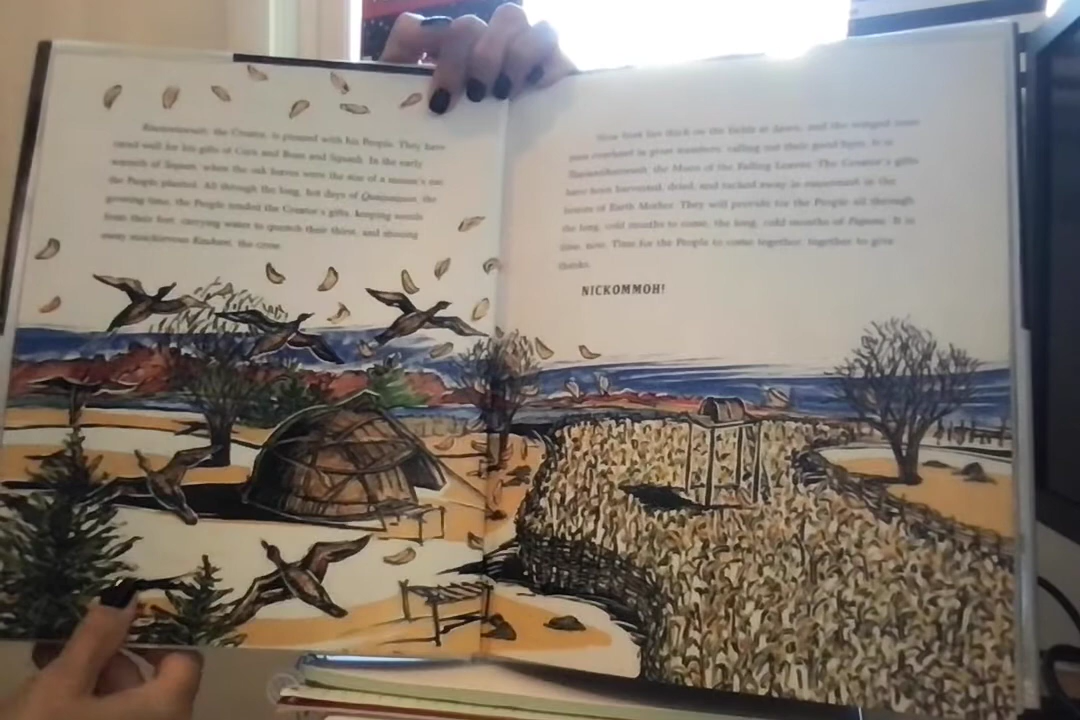 the Creator, is pleased with his People. They have
cared well for his gifts of Corn and Bean and Squash. In the early
warmth of Sequan, when the oak leaves were the size of a mouse's ear,
the People planted. All through the long, hot days of the
growing time, the People tended the Creator's gifts, keeping weeds
from their feet, carrying water to quench their thirst, and shooing
away mischievous the crow.
Now frost lies thick on the fields at dawn, and the winged ones
pass overhead in great numbers, calling out their good-byes. It is
the Moon of the Falling Leaves. The Creator's gifts
have been harvested, dried, and tucked away in in the
bosom of Earth Mother. They will provide for the People all through
the long, cold months to come, the long, cold months of Papone. It is
time, now. Time for the People to come together, together to give
thanks.
NICKOMMOH!